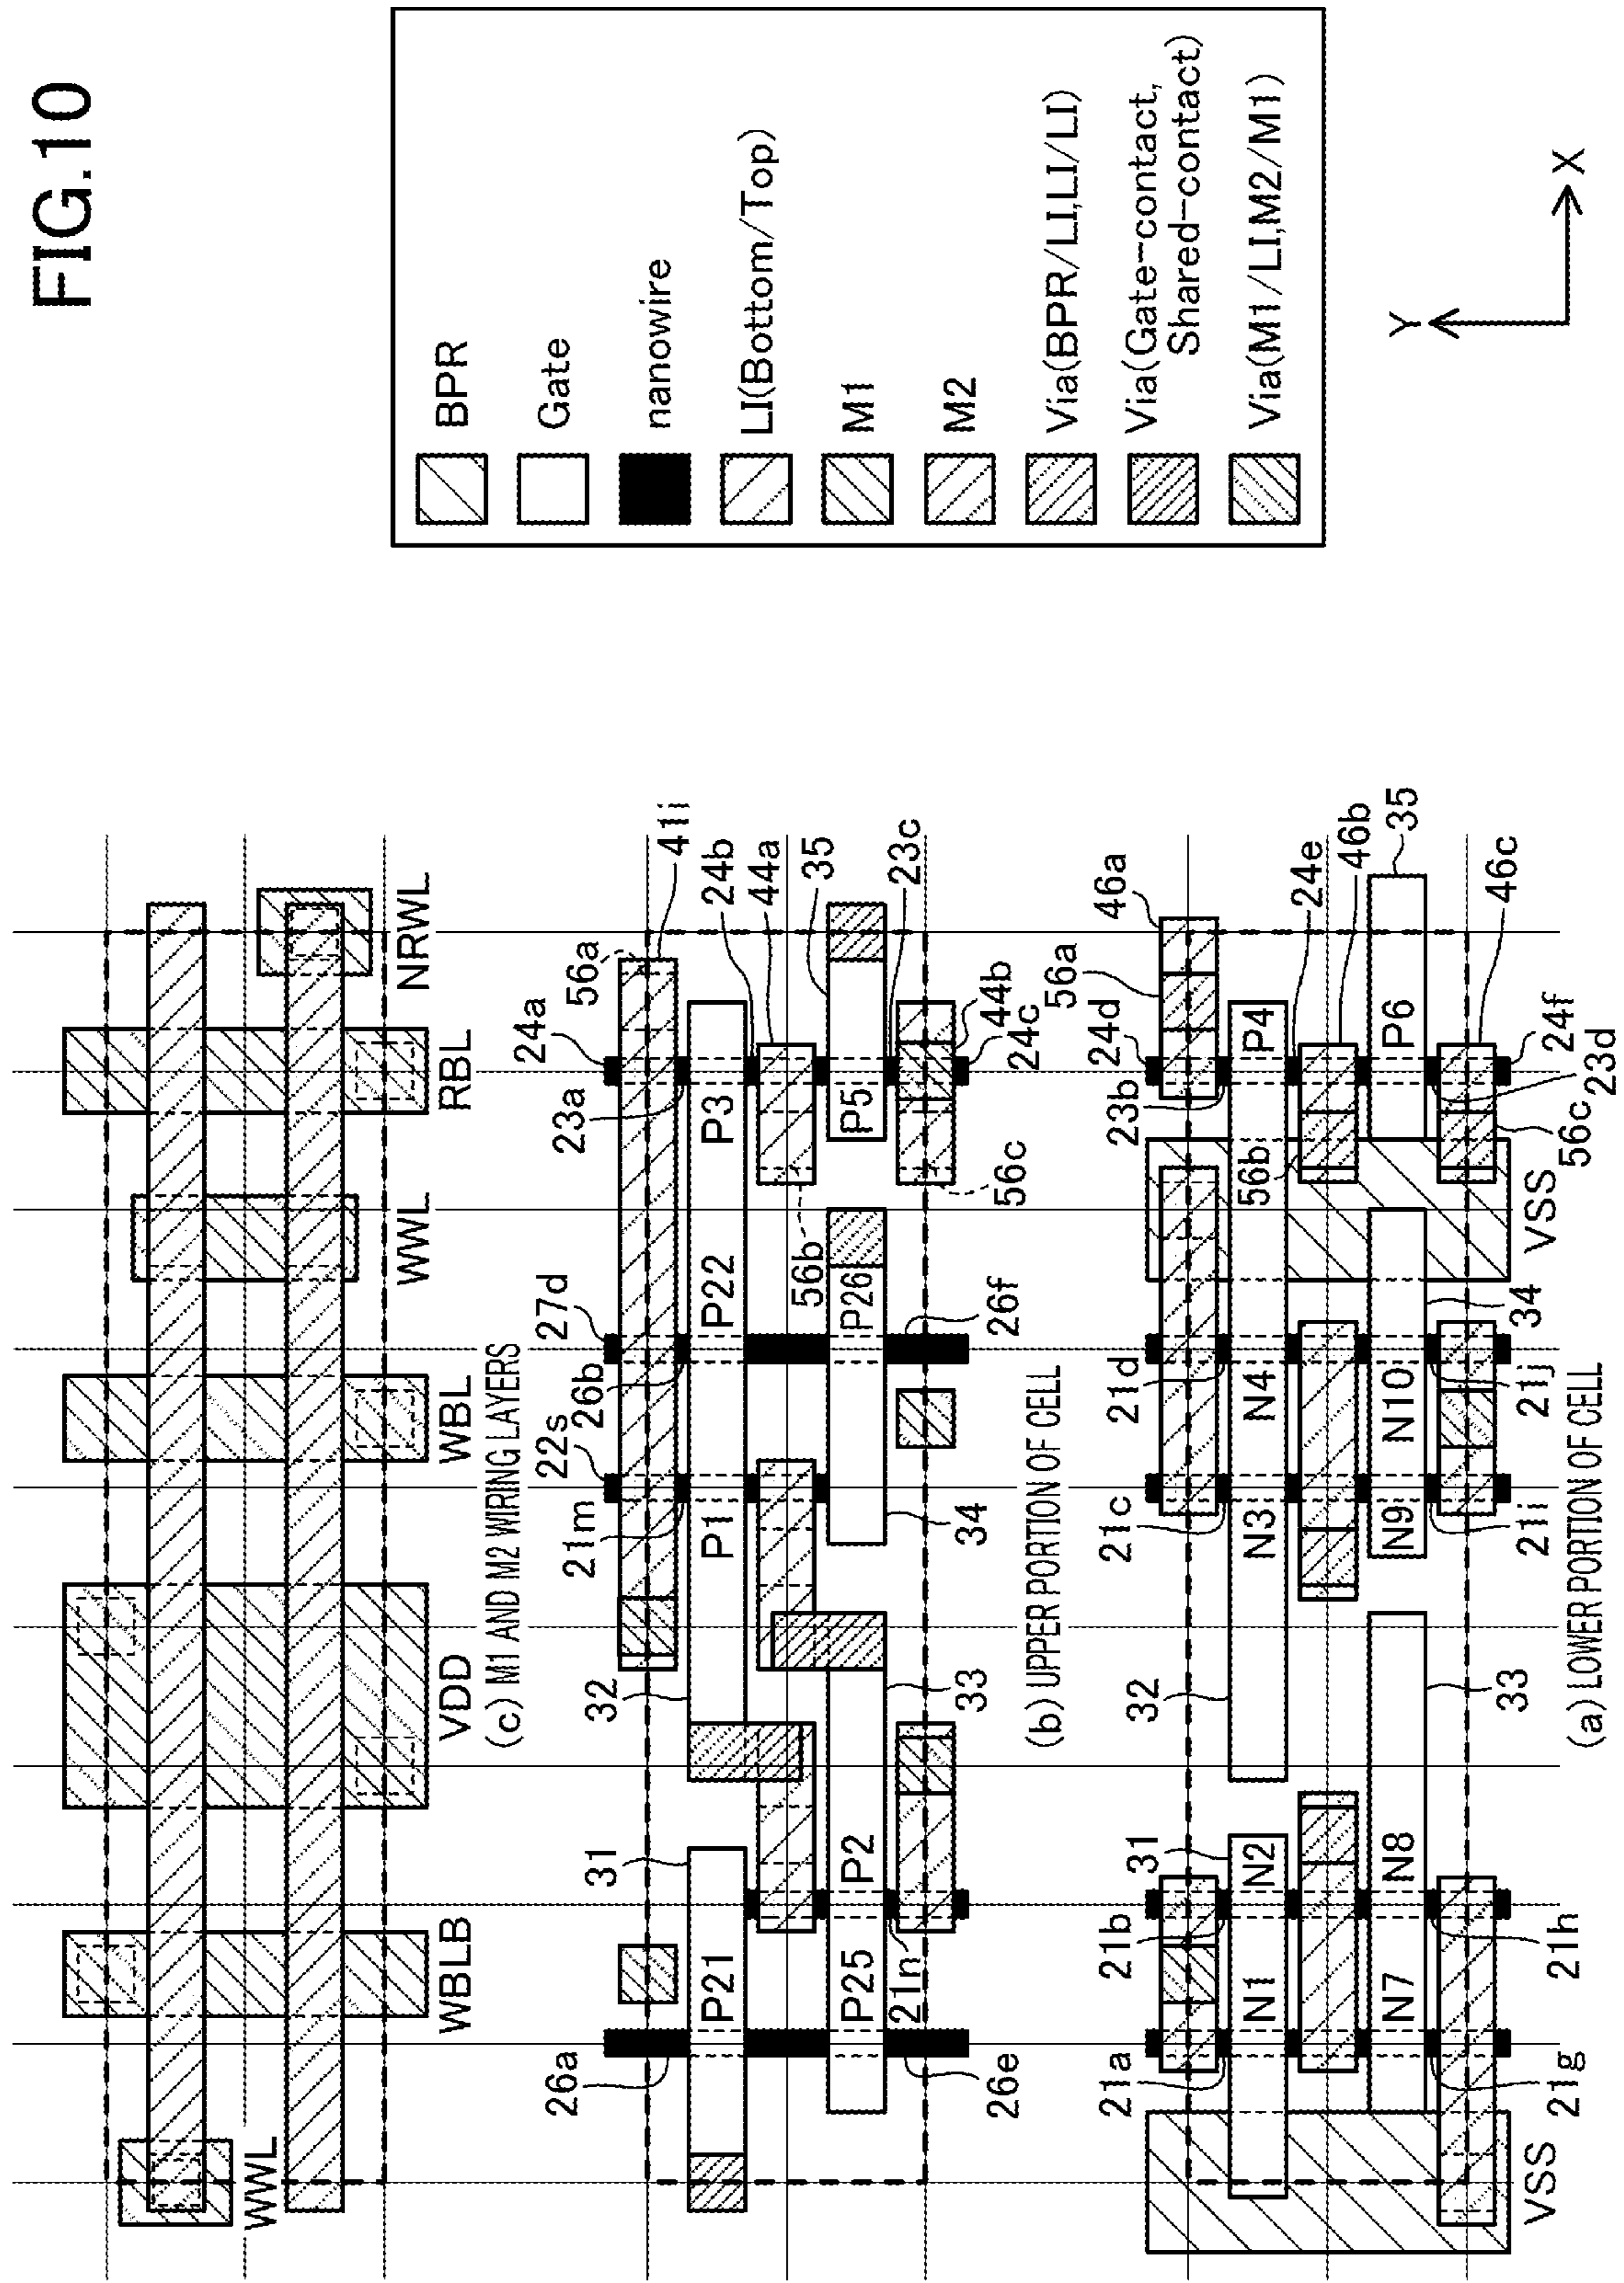 FIG.10
BPR
Gate
nanowire
LI(Bottom/Top)
M1
M2
Via(BPR/LI,LI/LI)
Via(Gate-contact,
Shared-contact)
Via(M1/LI,M2/M1)
Y
X
WWL
WBLB
VDD
WBL
WWL
RBL
NRWL
(c) M1 AND M2 WIRING LAYERS
26a
31
32
21m
22s
26b
27d
23a
24a
56a
41i
P21
P1
P22
P3
24b
44a
35
P25
P2
P26
P5
23c
26e
21n
33
34
26f
56b
56c
44b
24c
(b) UPPER PORTION OF CELL
21a
21b
31
32
21c
21d
23b
24d
56a
46a
N1
N2
N3
N4
P4
56b
24e
46b
N7
N8
N9
N10
P6
35
VSS
21g
21h
33
21i
21j
34
VSS
56c
23d
24f
46c
(a) LOWER PORTION OF CELL